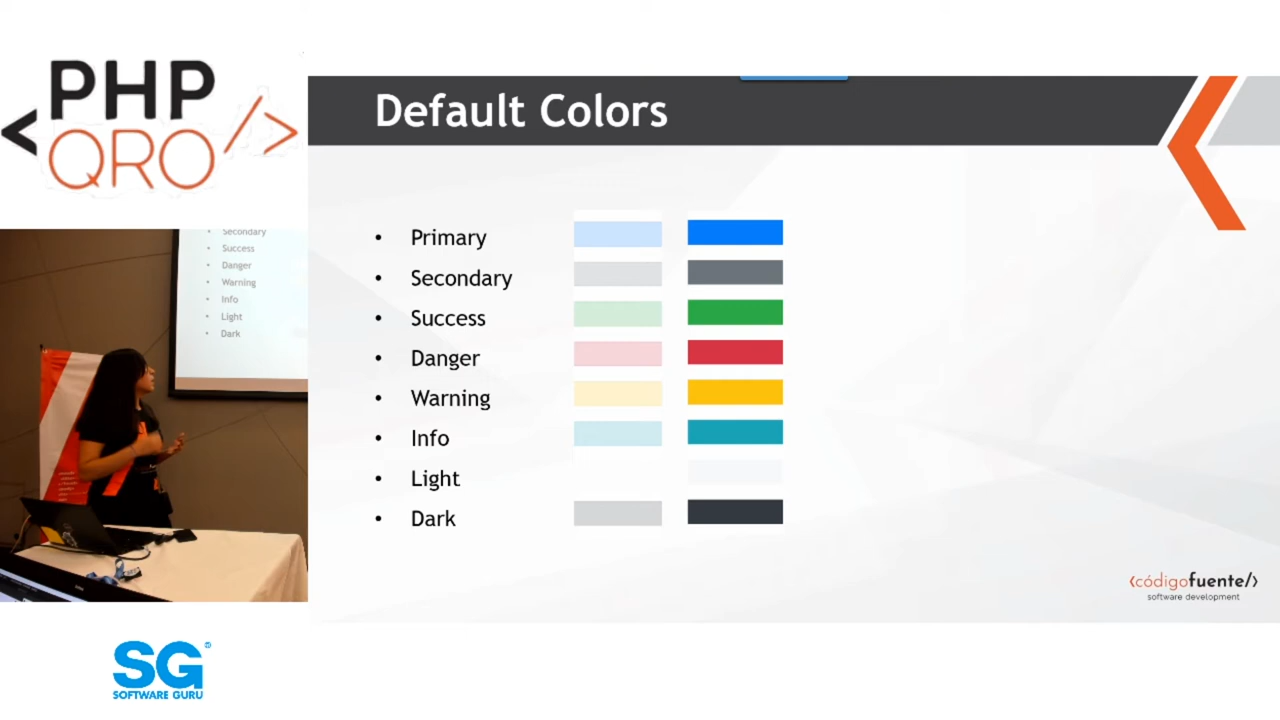 PHP
QRO
Default Colors
• Primary
• Secondary
• Success
• Danger
• Warning
• Info
• Light
• Dark
Secondary
• Success
• Danger
• Warning
• Info
• Light
• Dark
<códigofuente/>
software development
SG®
SOFTWARE GURU